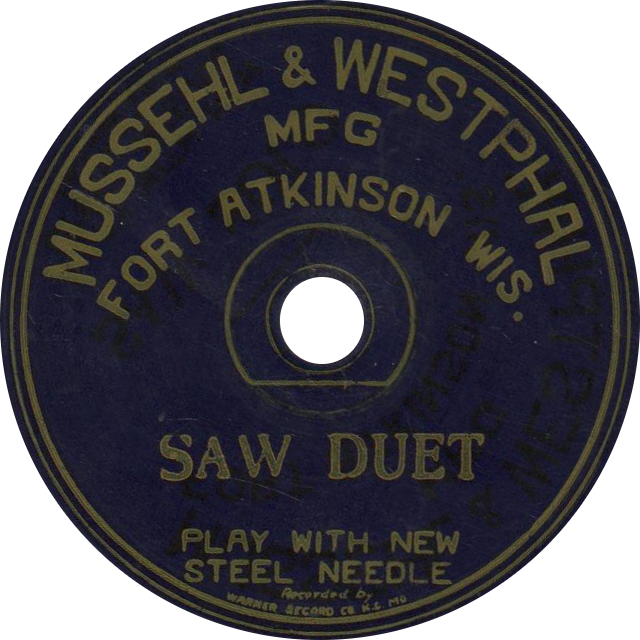 MUSSEHL & WESTPHAL
MFG
FORT ATKINSON WIS.
SAW DUET
PLAY WITH NEW
STEEL NEEDLE
Recorded by
WARNER RECORD CO K.C. MO